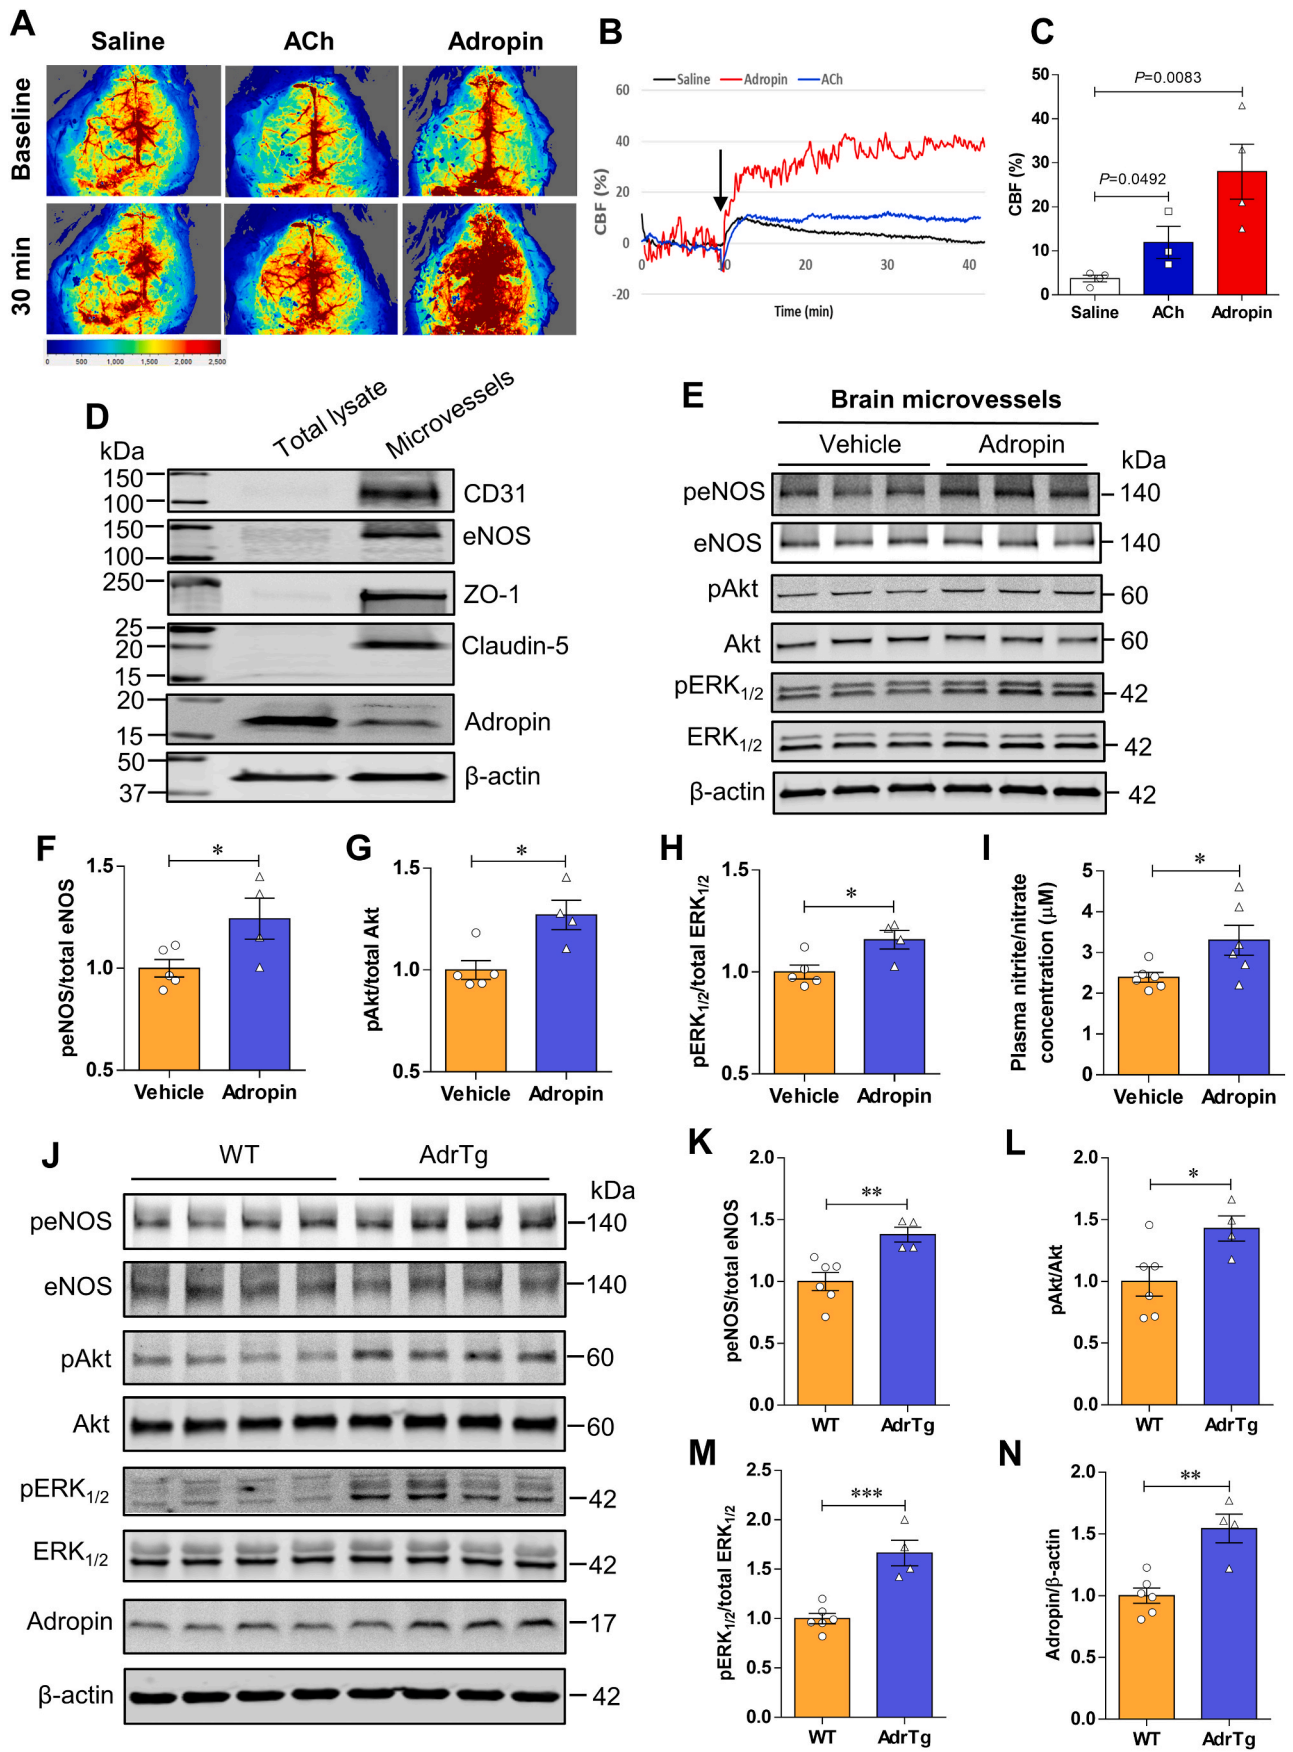 A
Saline ACh Adropin
Baseline
30 min
0 500 1,000 1,500 2,000 2,500
B
Saline Adropin ACh
60
40
20
0
-20
CBF (%)
0 10 20 30 40
Time (min)
C
50
40
30
20
10
0
CBF (%)
P=0.0083
P=0.0492
Saline ACh Adropin
D
Total lysate Microvessels
kDa
150
100
CD31
150
100
eNOS
250
ZO-1
25
20
15
Claudin-5
20
15
Adropin
50
37
β-actin
E
Brain microvessels
Vehicle Adropin
kDa
peNOS 140
eNOS 140
pAkt 60
Akt 60
pERK1/2 42
ERK1/2 42
β-actin 42
F
1.5
1.0
0.5
peNOS/total eNOS
*
Vehicle Adropin
G
1.5
1.0
0.5
pAkt/total Akt
*
Vehicle Adropin
H
1.5
1.0
0.5
pERK1/2/total ERK1/2
*
Vehicle Adropin
I
5
4
3
2
1
0
Plasma nitrite/nitrate
concentration (μM)
*
Vehicle Adropin
J
WT AdrTg
kDa
peNOS 140
eNOS 140
pAkt 60
Akt 60
pERK1/2 42
ERK1/2 42
Adropin 17
β-actin 42
K
2.0
1.5
1.0
0.5
0.0
peNOS/total eNOS
**
WT AdrTg
L
2.0
1.5
1.0
0.5
0.0
pAkt/Akt
*
WT AdrTg
M
2.5
2.0
1.5
1.0
0.5
0.0
pERK1/2/total ERK1/2
***
WT AdrTg
N
2.0
1.5
1.0
0.5
0.0
Adropin/β-actin
**
WT AdrTg